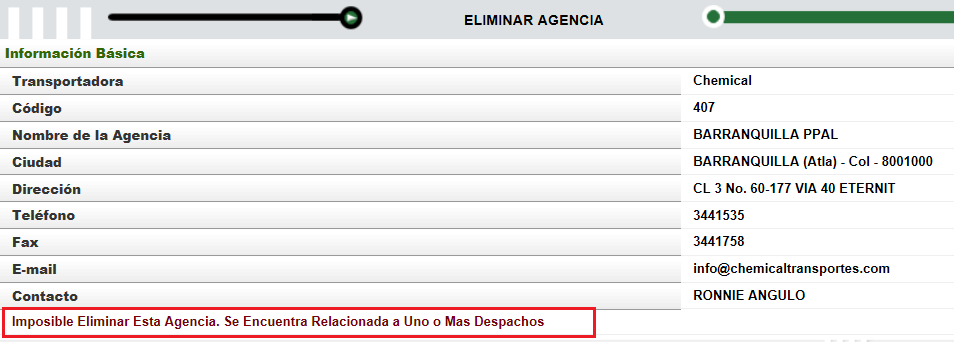 ELIMINAR AGENCIA
Información Básica
Transportadora Chemical
Código 407
Nombre de la Agencia BARRANQUILLA PPAL
Ciudad BARRANQUILLA (Atla) - Col - 8001000
Dirección CL 3 No. 60-177 VIA 40 ETERNIT
Teléfono 3441535
Fax 3441758
E-mail info@chemicaltransportes.com
Contacto RONNIE ANGULO
Imposible Eliminar Esta Agencia. Se Encuentra Relacionada a Uno o Mas Despachos